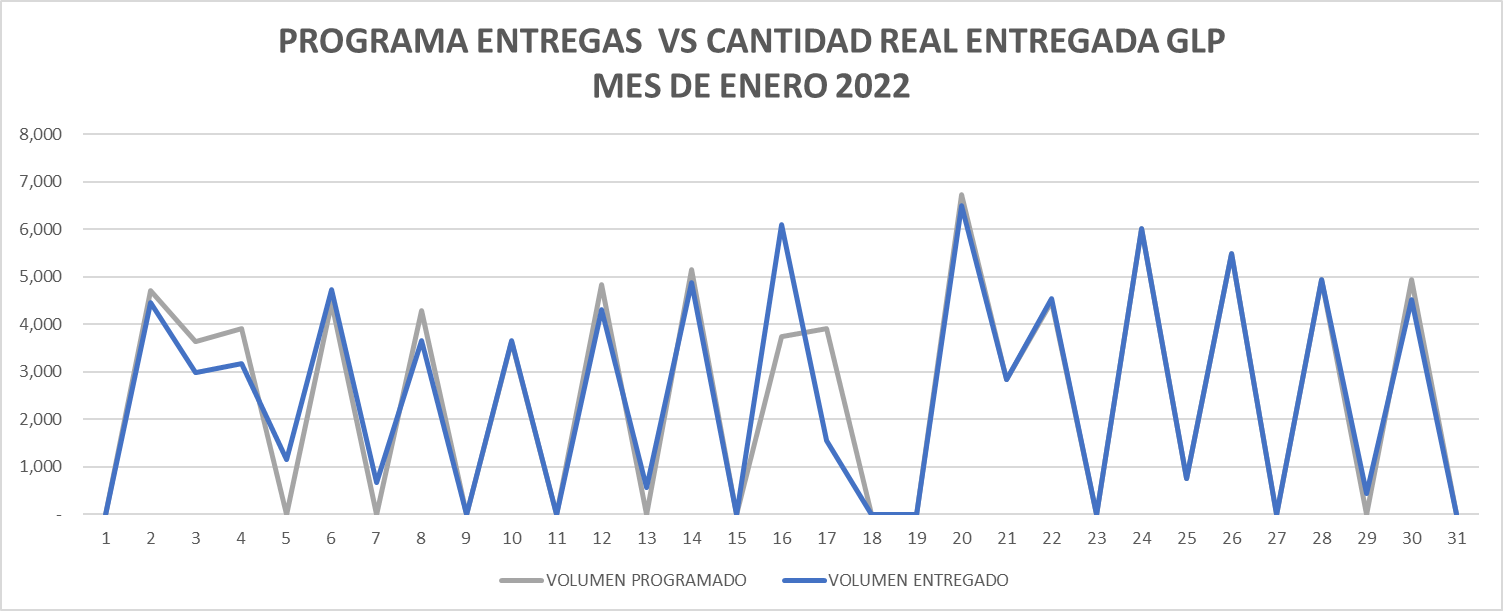 PROGRAMA ENTREGAS  VS CANTIDAD REAL ENTREGADA GLP
MES DE ENERO 2022
8,000
7,000
6,000
5,000
4,000
3,000
2,000
1,000
-
1 2 3 4 5 6 7 8 9 10 11 12 13 14 15 16 17 18 19 20 21 22 23 24 25 26 27 28 29 30 31
VOLUMEN PROGRAMADO VOLUMEN ENTREGADO